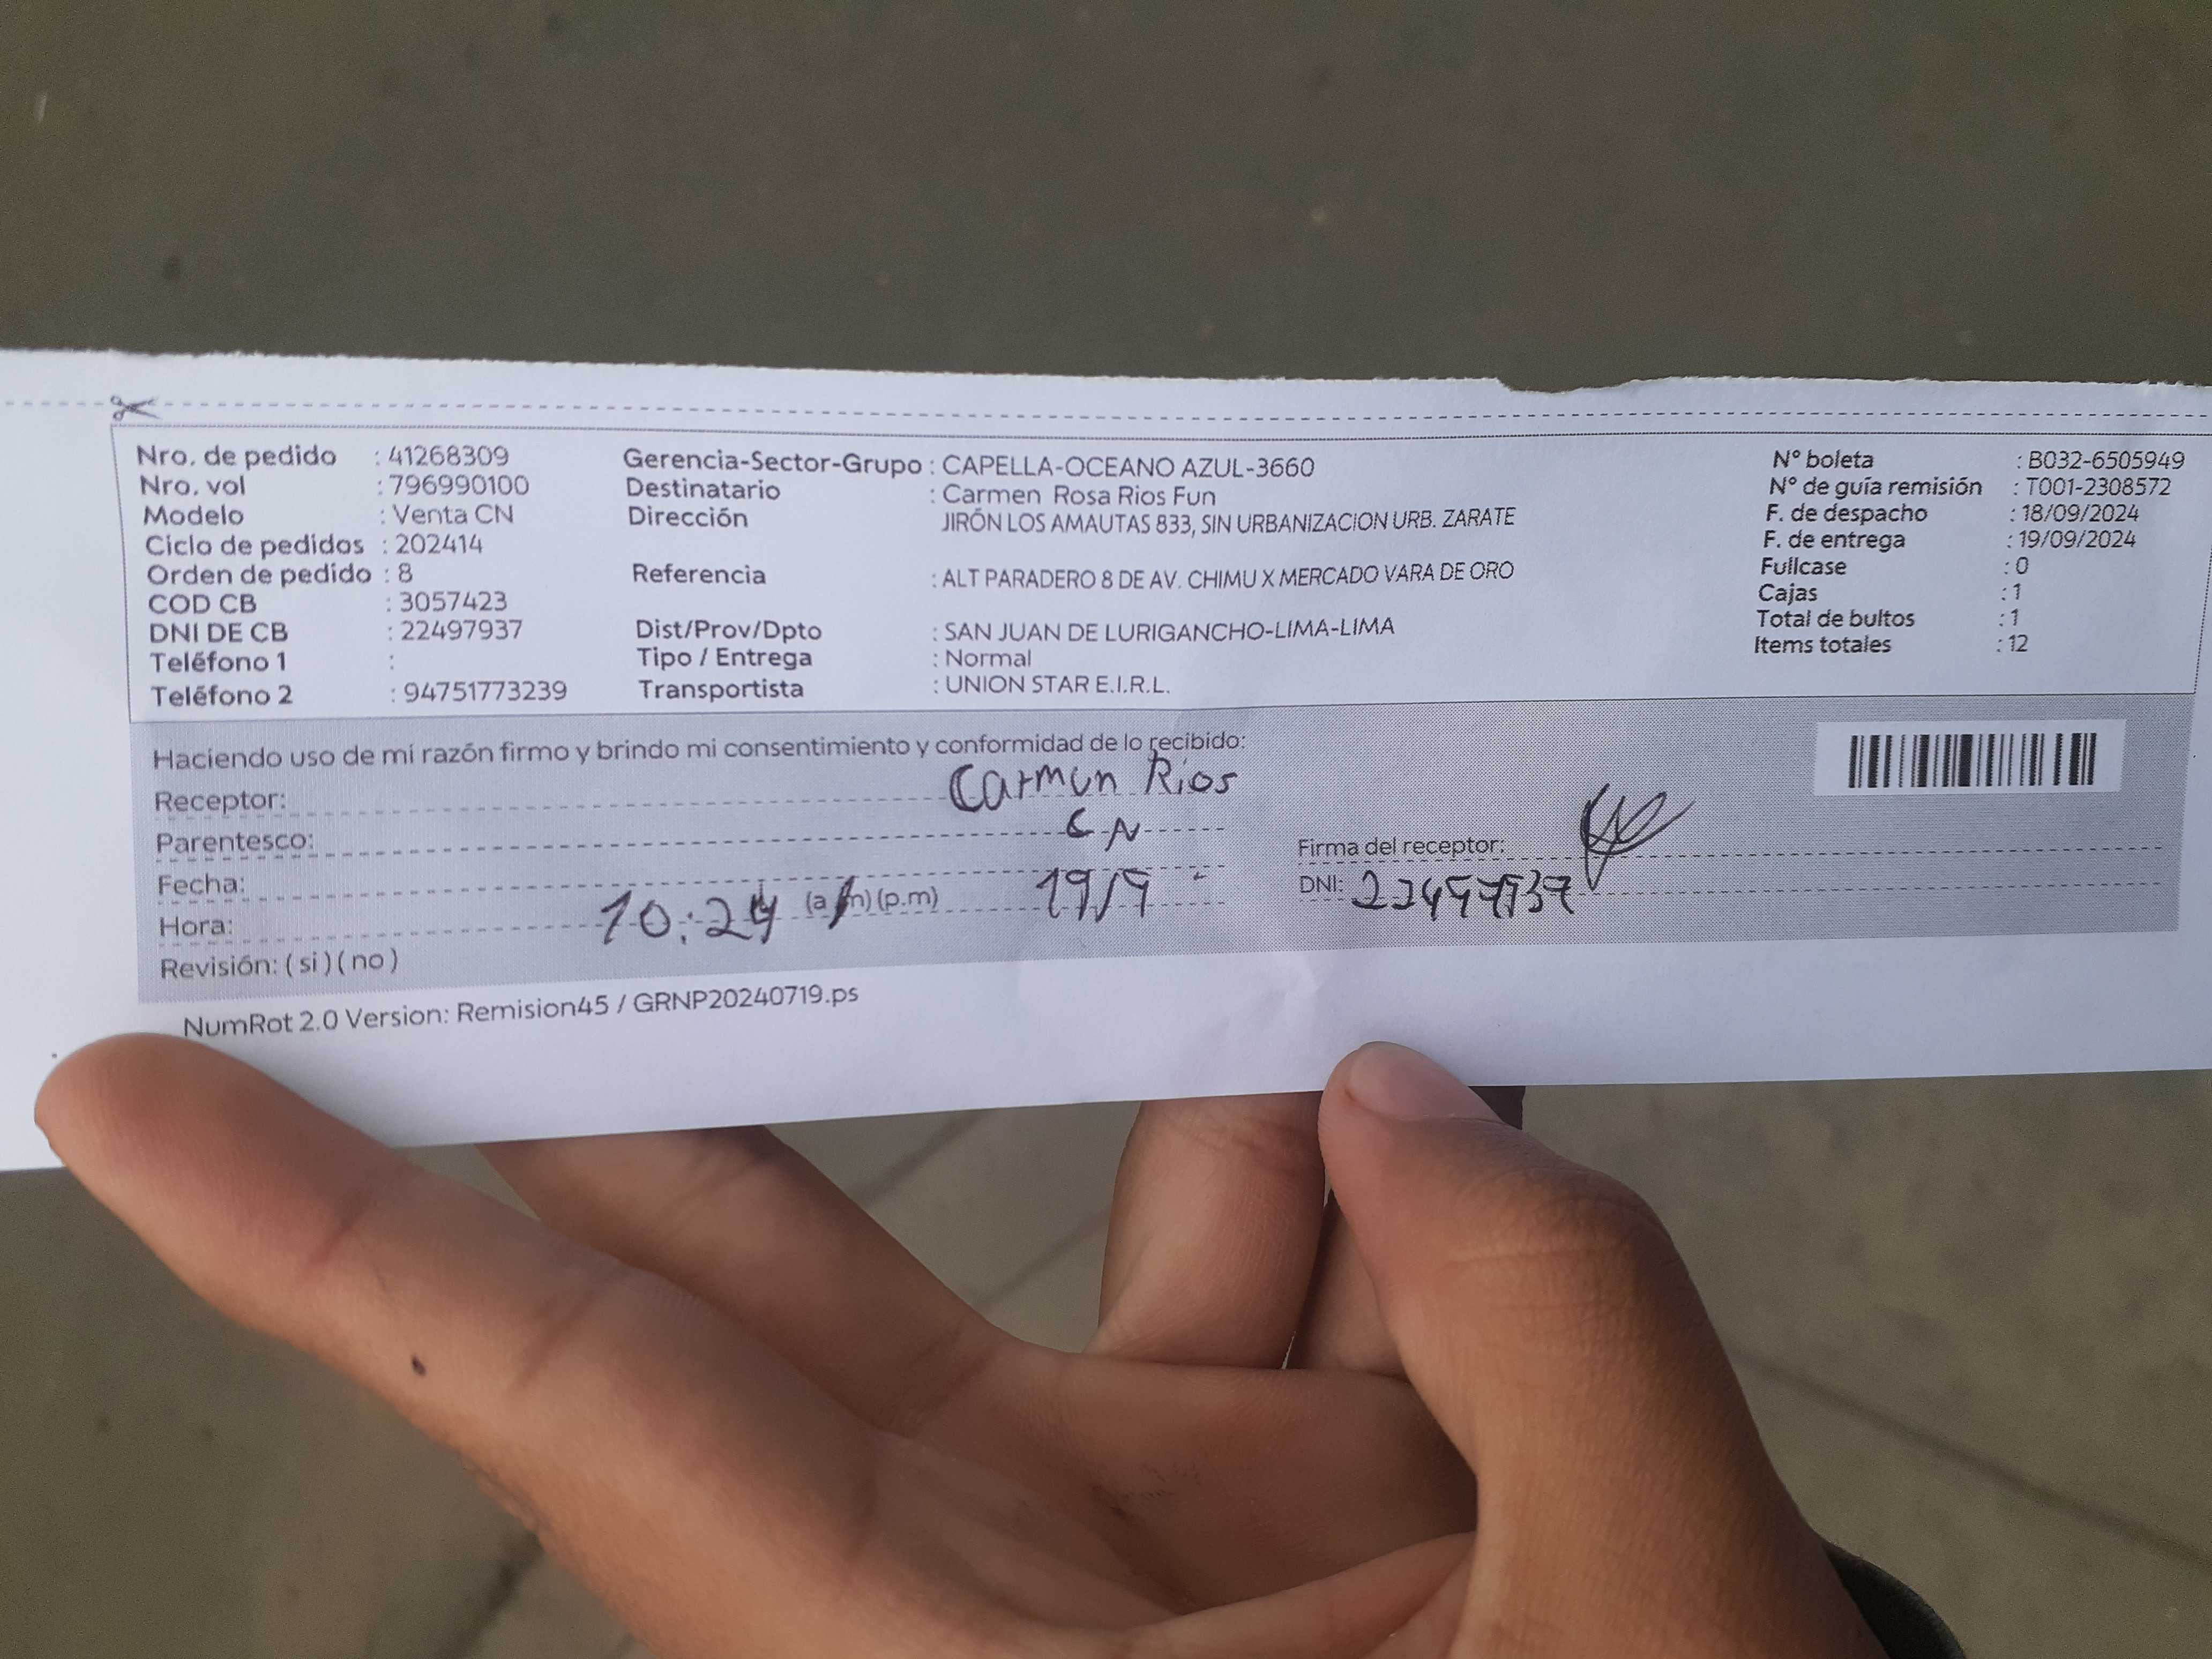 Nro. de pedido : 41268309
Nro. vol : 796990100
Modelo : Venta CN
Ciclo de pedidos : 202414
Orden de pedido : 8
COD CB : 3057423
DNI DE CB : 22497937
Teléfono 1 :
Teléfono 2 : 94751773239
Gerencia-Sector-Grupo : CAPELLA-OCEANO AZUL-3660
Destinatario : Carmen Rosa Rios Fun
Dirección JIRÓN LOS AMAUTAS 833, SIN URBANIZACION URB. ZARATE
Referencia : ALT PARADERO 8 DE AV. CHIMU X MERCADO VARA DE ORO
Dist/Prov/Dpto : SAN JUAN DE LURIGANCHO-LIMA-LIMA
Tipo / Entrega : Normal
Transportista : UNION STAR E.I.R.L.
N° boleta : B032-6505949
N° de guía remisión : T001-2308572
F. de despacho : 18/09/2024
F. de entrega : 19/09/2024
Fullcase : 0
Cajas : 1
Total de bultos : 1
Items totales : 12
Haciendo uso de mi razón firmo y brindo mi consentimiento y conformidad de lo recibido:
Receptor: Carmen Rios
Parentesco: CN
Fecha: 19/9
Hora: 10:24 (a.m) (p.m)
Revisión: ( si ) ( no )
Firma del receptor:
DNI: 22497937
NumRot 2.0 Version: Remision45 / GRNP20240719.ps